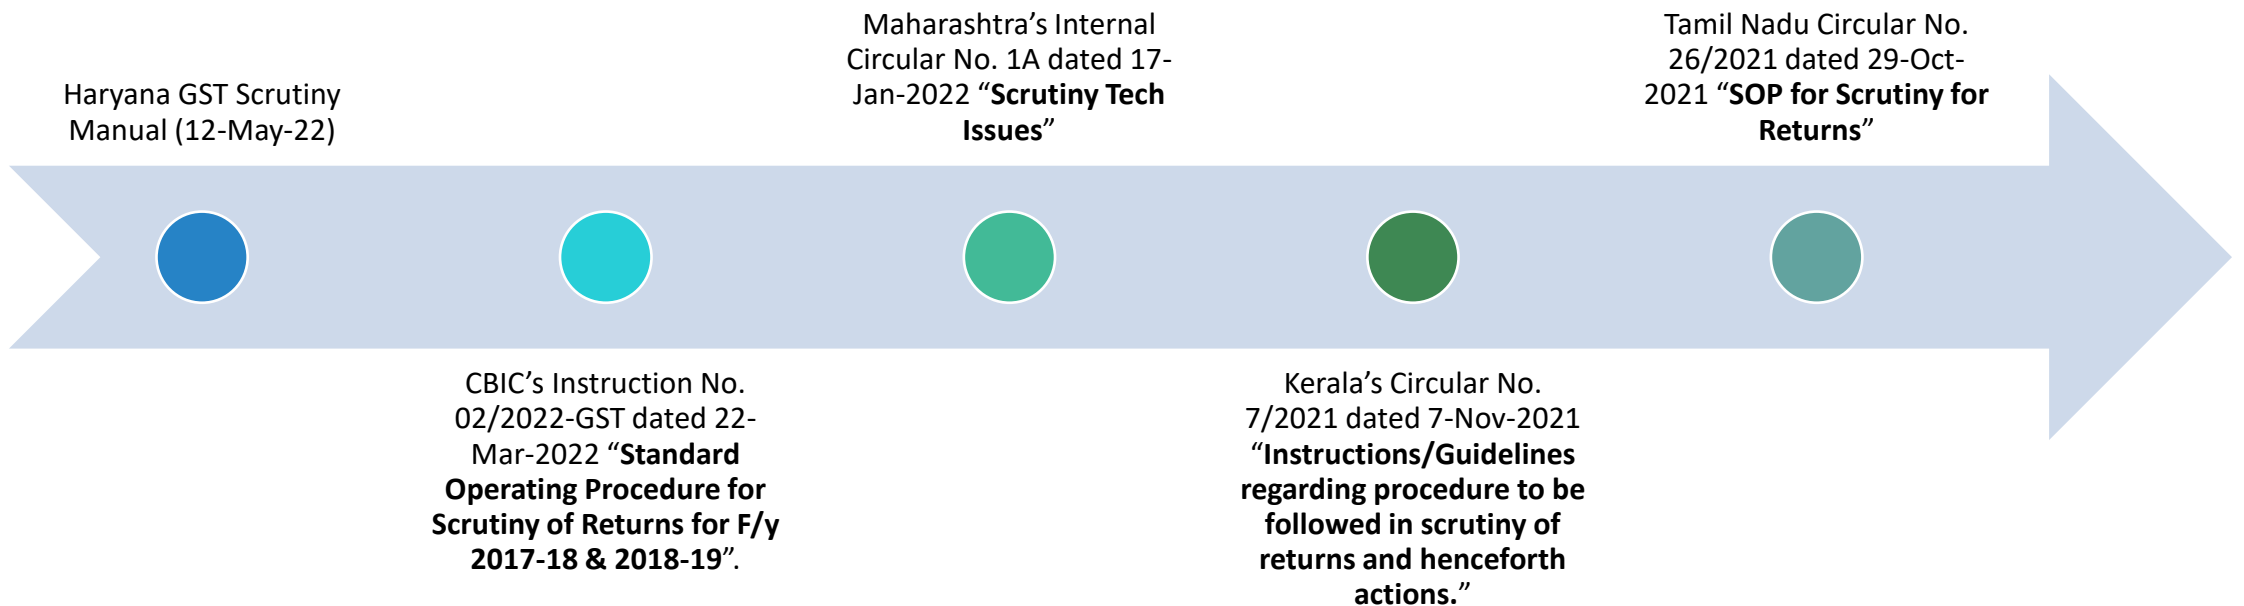 Haryana GST Scrutiny
Manual (12-May-22)
CBIC’s Instruction No.
02/2022-GST dated 22-
Mar-2022 “Standard
Operating Procedure for
Scrutiny of Returns for F/y
2017-18 & 2018-19”.
Maharashtra’s Internal
Circular No. 1A dated 17-
Jan-2022 “Scrutiny Tech
Issues”
Kerala’s Circular No.
7/2021 dated 7-Nov-2021
“Instructions/Guidelines
regarding procedure to be
followed in scrutiny of
returns and henceforth
actions.”
Tamil Nadu Circular No.
26/2021 dated 29-Oct-
2021 “SOP for Scrutiny for
Returns”